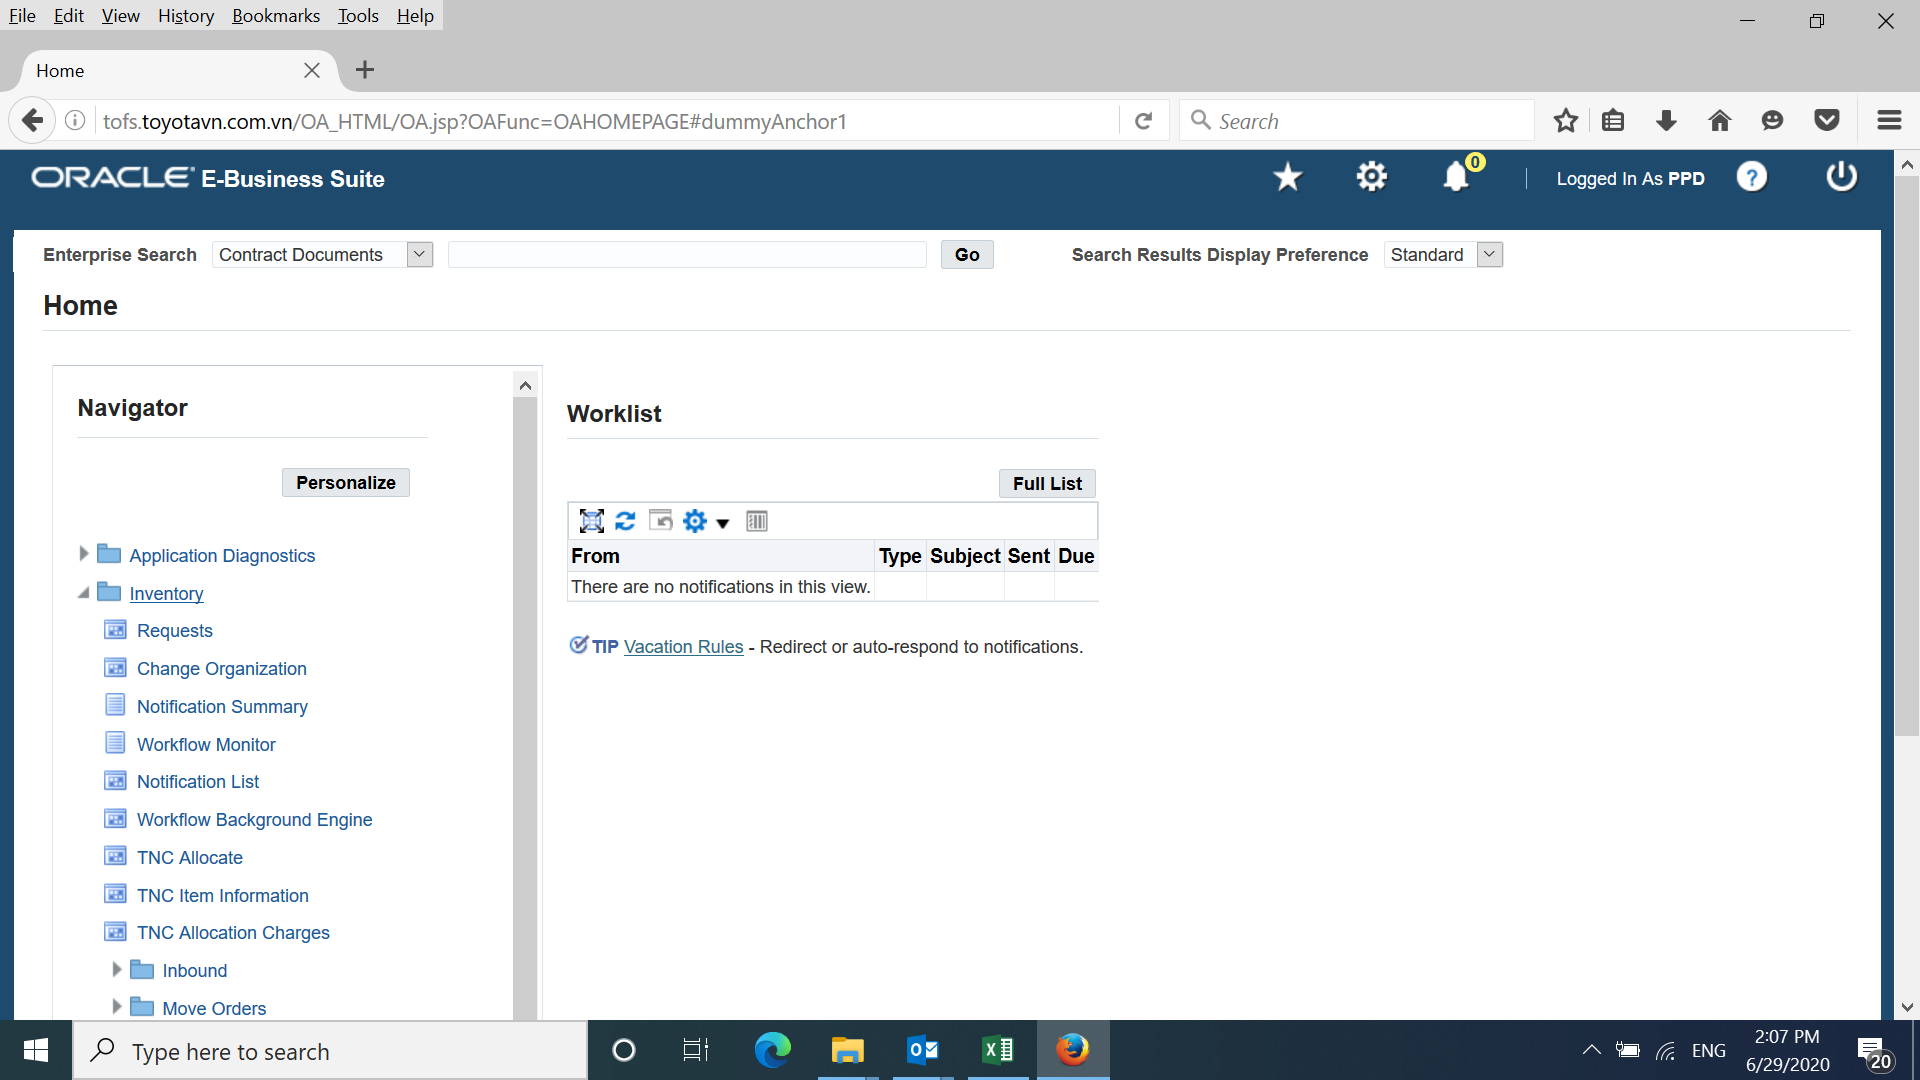 File Edit View History Bookmarks Tools Help
Home
tofs.toyotavn.com.vn/OA_HTML/OA.jsp?OAFunc=OAHOMEPAGE#dummyAnchor1
Search
ORACLE E-Business Suite
0
Logged In As PPD
?
Enterprise Search Contract Documents Go Search Results Display Preference Standard
Home
Navigator
Personalize
Application Diagnostics
Inventory
Requests
Change Organization
Notification Summary
Workflow Monitor
Notification List
Workflow Background Engine
TNC Allocate
TNC Item Information
TNC Allocation Charges
Inbound
Move Orders
Worklist
Full List
From Type Subject Sent Due
There are no notifications in this view.
TIP Vacation Rules - Redirect or auto-respond to notifications.
Type here to search
ENG
2:07 PM
6/29/2020
20